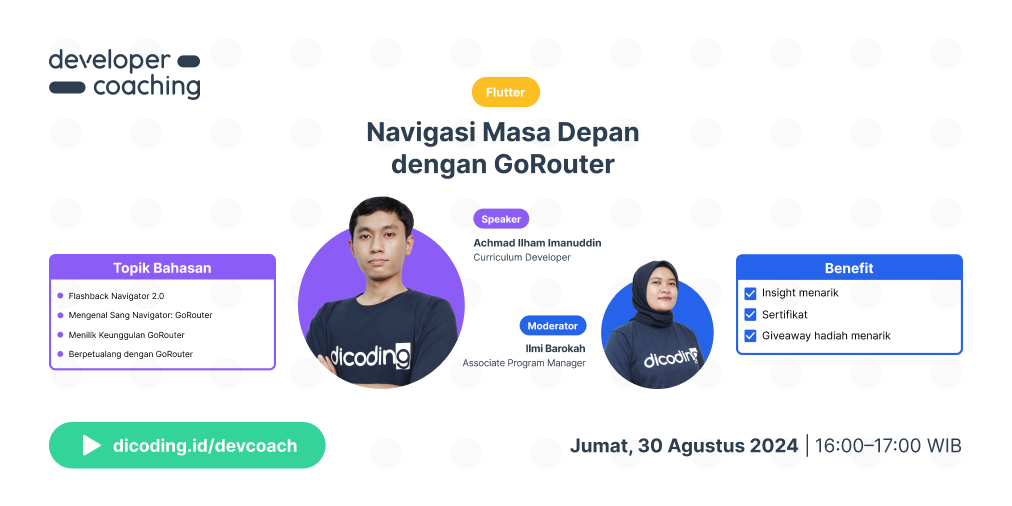 developer
coaching
Flutter
Navigasi Masa Depan
dengan GoRouter
Topik Bahasan
Flashback Navigator 2.0
Mengenal Sang Navigator: GoRouter
Menilik Keunggulan GoRouter
Berpetualang dengan GoRouter
dicoding
Speaker
Achmad Ilham Imanuddin
Curriculum Developer
Moderator
Ilmi Barokah
Associate Program Manager
dicoding
Benefit
Insight menarik
Sertifikat
Giveaway hadiah menarik
dicoding.id/devcoach
Jumat, 30 Agustus 2024 | 16:00–17:00 WIB